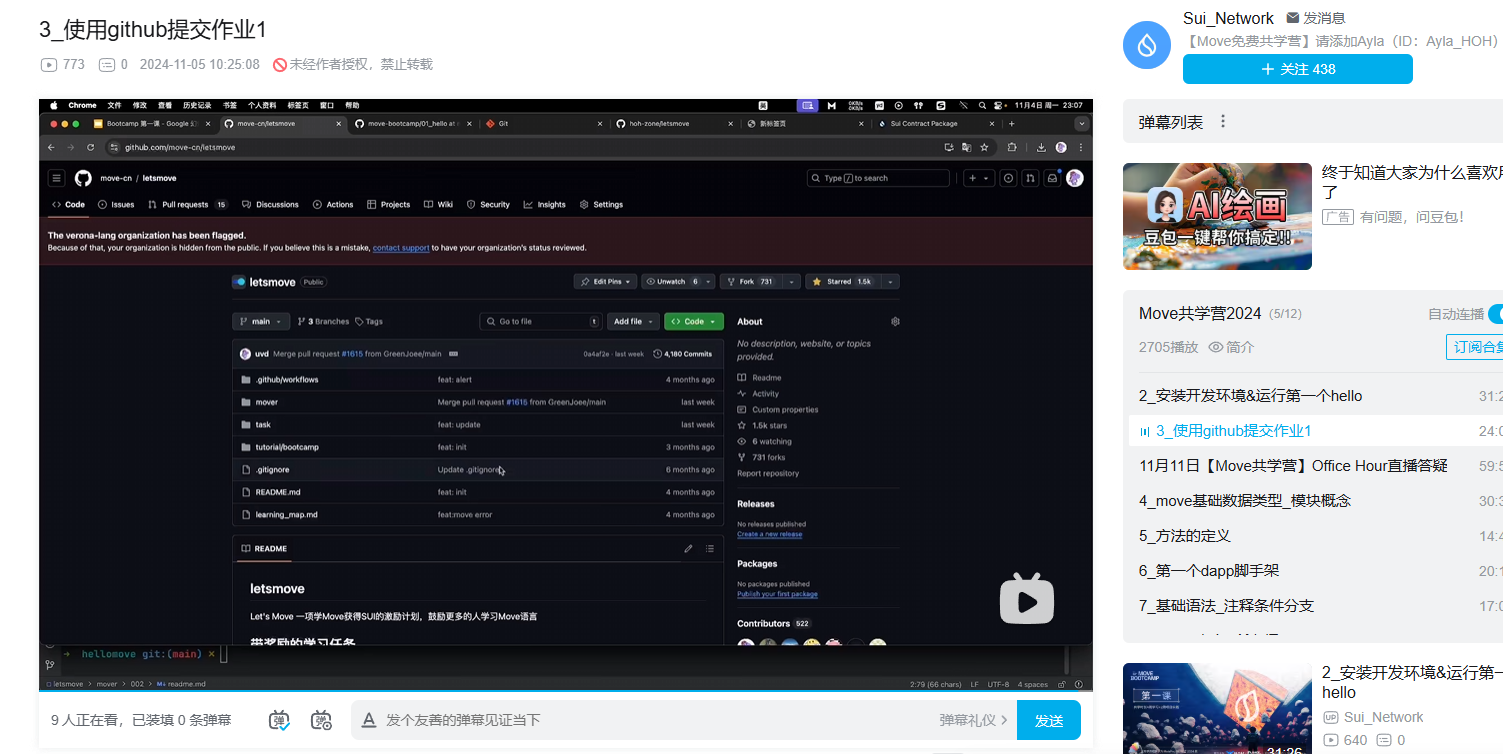 3_使用github提交作业1
773 0 2024-11-05 10:25:08 未经作者授权，禁止转载
Chrome 文件 修改 查看 历史记录 书签 个人资料 标签页 窗口 帮助 11月4日 周一 23:07
Bootcamp 第一课 - Google 幻 move-cn/letsmove move-bootcamp/01_hello at Git hoh-zone/letsmove 新标签页 Sui Contract Package
github.com/move-cn/letsmove
move-cn / letsmove Type / to search
Code Issues Pull requests 15 Discussions Actions Projects Wiki Security Insights Settings
The verona-lang organization has been flagged.
Because of that, your organization is hidden from the public. If you believe this is a mistake, contact support to have your organization's status reviewed.
letsmove Public Edit Pins Unwatch 6 Fork 731 Starred 1.5k
main 3 Branches Tags Go to file t Add file Code
uvd Merge pull request #1615 from GreenJoee/main 0a4af2e · last week 4,180 Commits
.github/workflows feat: alert 4 months ago
mover Merge pull request #1615 from GreenJoee/main last week
task feat: update last week
tutorial/bootcamp feat: init 3 months ago
.gitignore Update .gitignore 6 months ago
README.md feat: init 4 months ago
learning_map.md feat:move error 4 months ago
README
letsmove
Let's Move 一项学Move获得SUI的激励计划，鼓励更多的人学习Move语言
带奖励的学习任务
About
No description, website, or topics
provided.
Readme
Activity
Custom properties
1.5k stars
6 watching
731 forks
Report repository
Releases
No releases published
Create a new release
Packages
No packages published
Publish your first package
Contributors 522
→ hellomove git:(main) ×
letsmove > mover > 002 > readme.md 2:79 (66 chars) LF UTF-8 4 spaces
9 人正在看，已装填 0 条弹幕 发个友善的弹幕见证当下 弹幕礼仪 > 发送
Sui_Network 发消息
【Move免费共学营】请添加Ayla（ID：Ayla_HOH）
+ 关注 438
弹幕列表
AI绘画
豆包一键帮你搞定!!
终于知道大家为什么喜欢
了
广告 有问题，问豆包！
Move共学营2024 (5/12) 自动连播
2705播放 简介 订阅合集
2_安装开发环境&运行第一个hello 31:2
3_使用github提交作业1 24:0
11月11日【Move共学营】Office Hour直播答疑 59:5
4_move基础数据类型_模块概念 30:3
5_方法的定义 14:4
6_第一个dapp脚手架 20:1
7_基础语法_注释条件分支 17:0
MOVE
BOOTCAMP
第一课
31:26
2_安装开发环境&运行第一
hello
UP Sui_Network
640 0